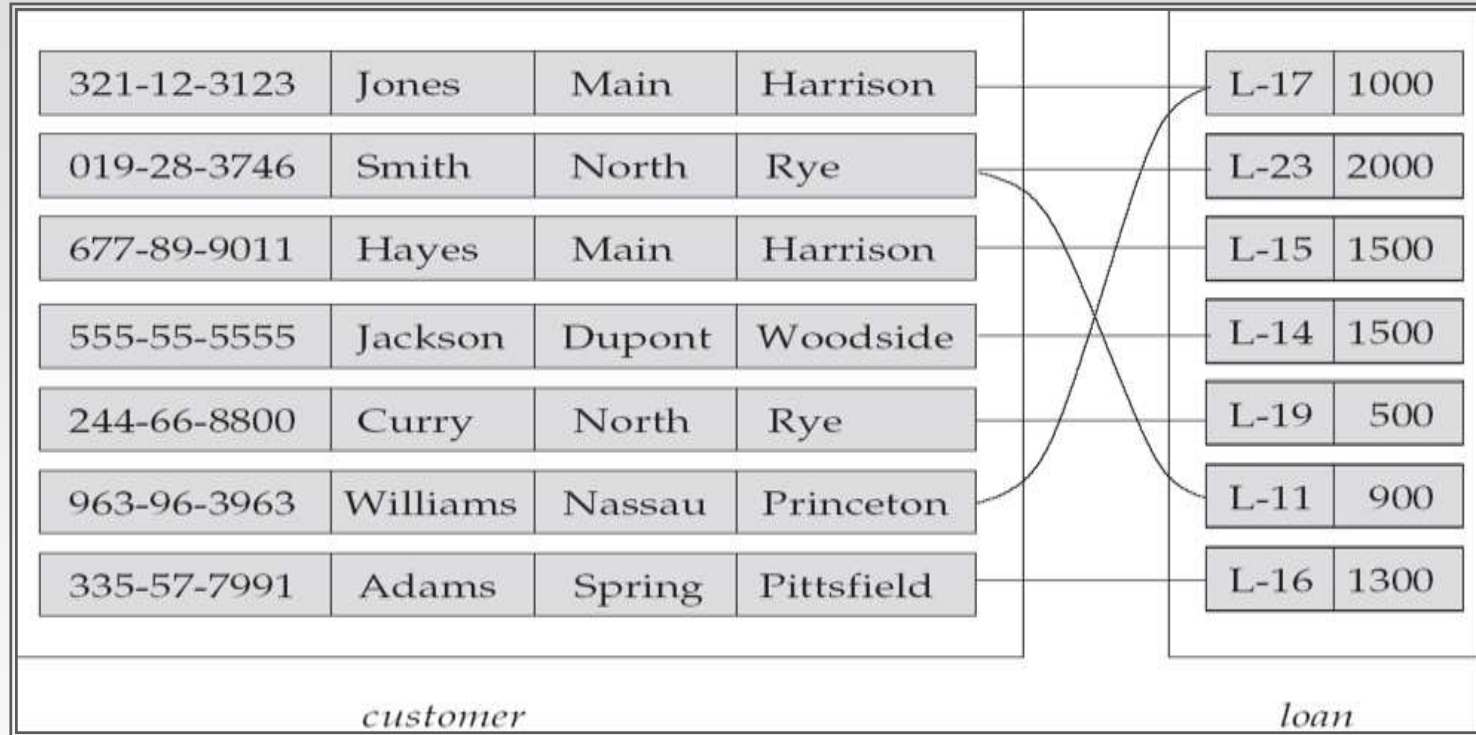 321-12-3123 Jones Main Harrison L-17 1000
019-28-3746 Smith North Rye L-23 2000
677-89-9011 Hayes Main Harrison L-15 1500
555-55-5555 Jackson Dupont Woodside L-14 1500
244-66-8800 Curry North Rye L-19 500
963-96-3963 Williams Nassau Princeton L-11 900
335-57-7991 Adams Spring Pittsfield L-16 1300
customer loan